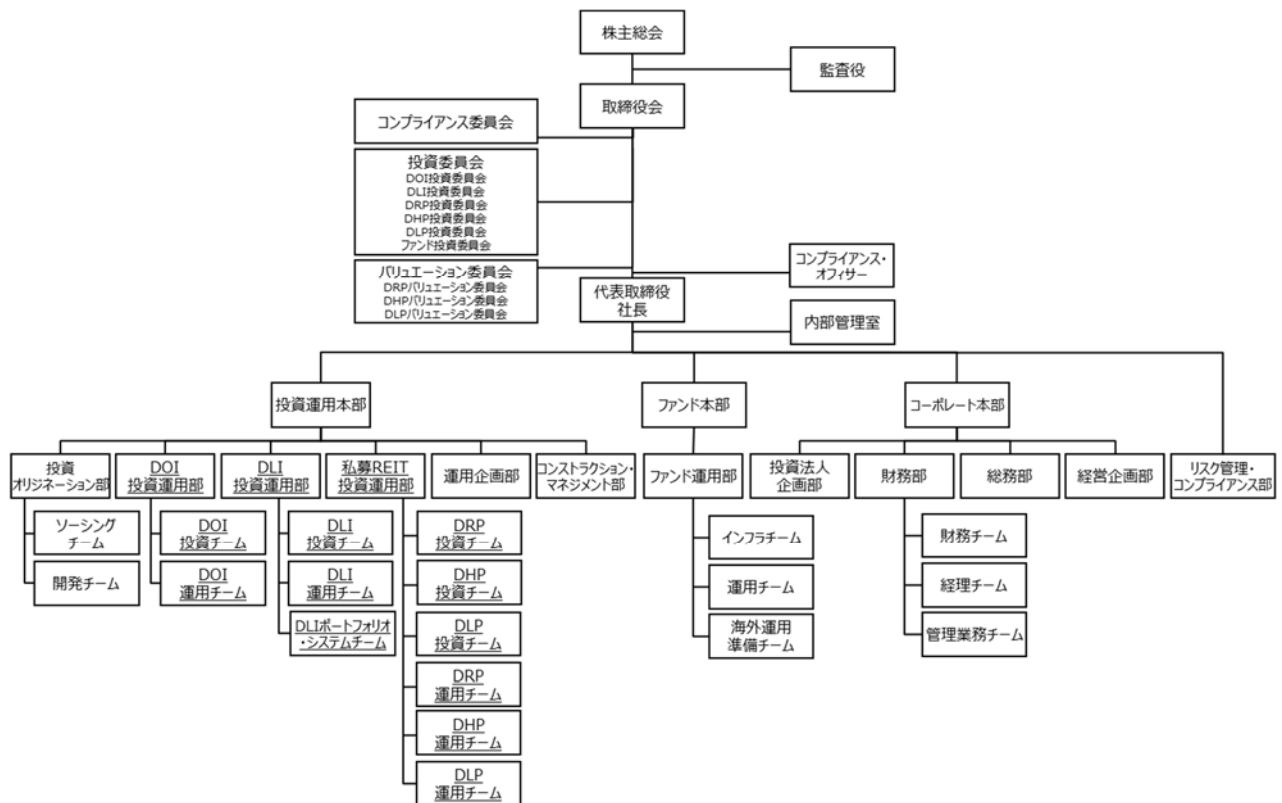 株主総会
監査役
取締役会
コンプライアンス委員会
投資委員会
DOI投資委員会
DLI投資委員会
DRP投資委員会
DHP投資委員会
DLP投資委員会
ファンド投資委員会
バリュエーション委員会
DRPバリュエーション委員会
DHPバリュエーション委員会
DLPバリュエーション委員会
コンプライアンス・
オフィサー
代表取締役
社長
内部管理室
投資運用本部
ファンド本部
コーポレート本部
投資
オリジネーション部
DOI
投資運用部
DLI
投資運用部
私募REIT
投資運用部
運用企画部
コンストラクション・
マネジメント部
ファンド運用部
投資法人
企画部
財務部
総務部
経営企画部
リスク管理・
コンプライアンス部
ソーシング
チーム
開発チーム
DOI
投資チーム
DOI
運用チーム
DLI
投資チーム
DLI
運用チーム
DLIポートフォリオ
・システムチーム
DRP
投資チーム
DHP
投資チーム
DLP
投資チーム
DRP
運用チーム
DHP
運用チーム
DLP
運用チーム
インフラチーム
運用チーム
海外運用
準備チーム
財務チーム
経理チーム
管理業務チーム